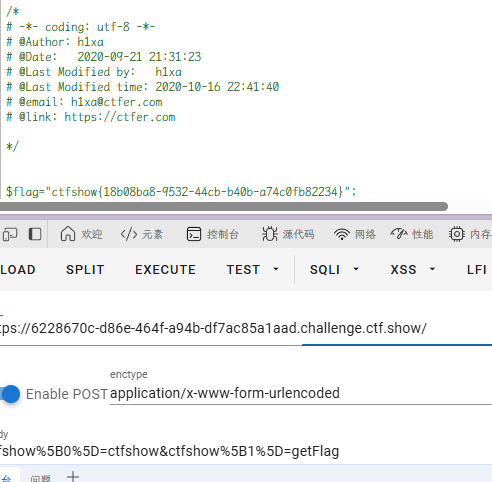 /*
# -*- coding: utf-8 -*-
# @Author: h1xa
# @Date:   2020-09-21 21:31:23
# @Last Modified by:   h1xa
# @Last Modified time: 2020-10-16 22:41:40
# @email: h1xa@ctfer.com
# @link: https://ctfer.com
*/
$flag="ctfshow{18b08ba8-9532-44cb-b40b-a74c0fb82234}";
欢迎 </> 元素 控制台 源代码 网络 性能 内存
LOAD SPLIT EXECUTE TEST SQLI XSS LFI
L
tps://6228670c-d86e-464f-a94b-df7ac85a1aad.challenge.ctf.show/
enctype
Enable POST application/x-www-form-urlencoded
dy
fshow%5B0%5D=ctfshow&ctfshow%5B1%5D=getFlag
台 问题 +